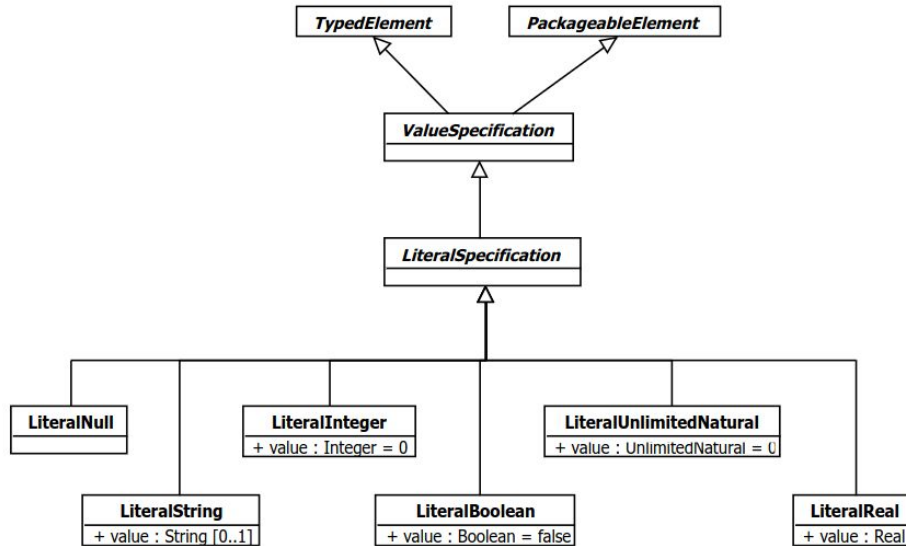 TypedElement
PackageableElement
ValueSpecification
LiteralSpecification
LiteralNull
LiteralInteger
+ value : Integer = 0
LiteralUnlimitedNatural
+ value : UnlimitedNatural = 0
LiteralString
+ value : String [0..1]
LiteralBoolean
+ value : Boolean = false
LiteralReal
+ value : Real